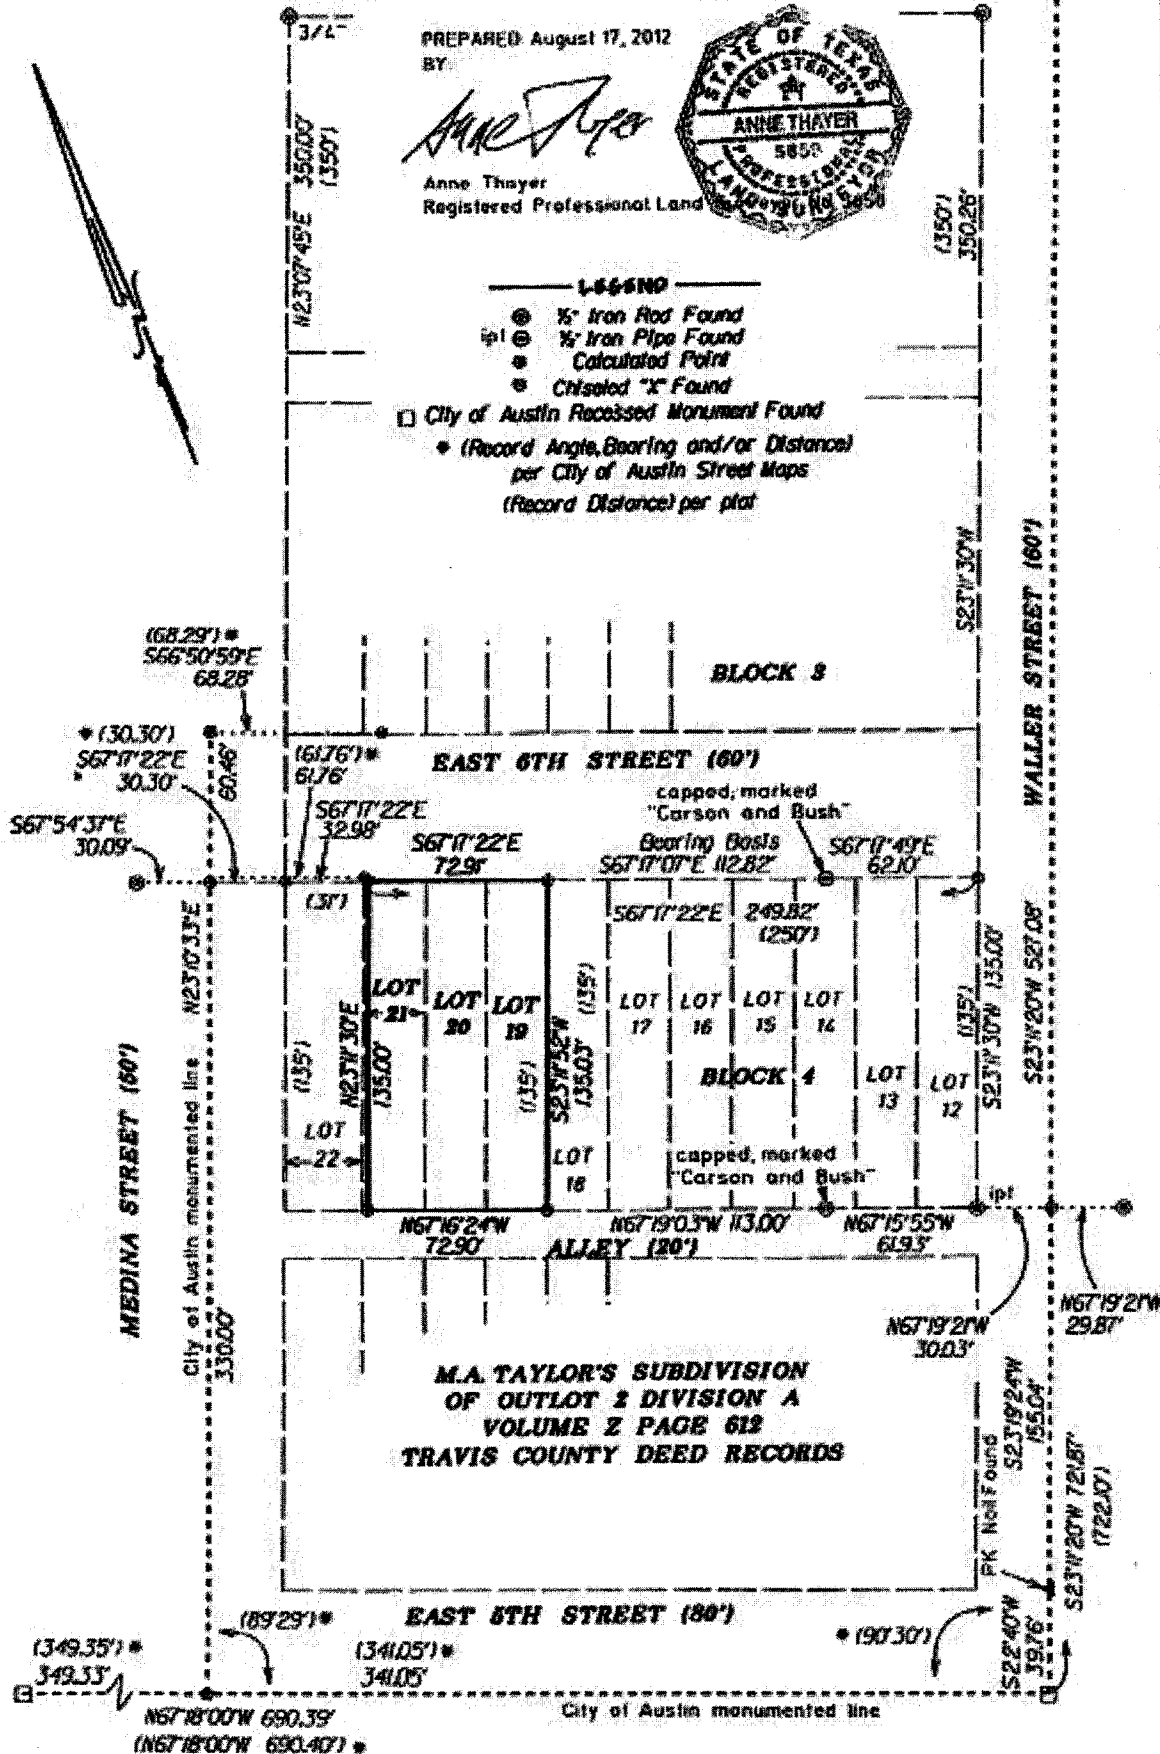 3/4"
PREPARED: August 17, 2012
BY:
Anne Thayer
Registered Professional Land
STATE OF TEXAS
REGISTERED
ANNE THAYER
5850
PROFESSIONAL
LAND SURVEYOR
N23°07'45"E 350.00'
(350')
(350')
350.26'
LEGEND
½" Iron Rod Found
ipf
½" Iron Pipe Found
Calculated Point
Chiseled "X" Found
City of Austin Recessed Monument Found
* (Record Angle, Bearing and/or Distance)
per City of Austin Street Maps
(Record Distance) per plat
S23°11'30"W
WALLER STREET (60')
(68.29') *
S66°50'59"E
68.28'
BLOCK 3
* (30.30')
S67°17'22"E
30.30'
60.46'
(61.76') *
61.76'
EAST 6TH STREET (60')
S67°54'37"E
30.09'
S67°17'22"E
32.98'
S67°17'22"E
72.91'
capped, marked
"Carson and Bush"
Bearing Basis
S67°17'07"E 112.82'
S67°17'49"E
62.10'
(31')
S67°17'22"E 249.82'
(250')
N23°10'33"E
LOT
21
LOT
20
LOT
19
(135')
LOT
17
LOT
16
LOT
15
LOT
14
(135')
N23°11'30"E
135.00'
(135')
S23°11'52"W
135.03'
BLOCK 4
LOT
13
LOT
12
(135')
S23°11'30"W 135.00'
S23°11'20"W 527.08'
LOT
22
LOT
18
capped, marked
"Carson and Bush"
ipf
MEDINA STREET (60')
City of Austin monumented line
330.00'
N67°16'24"W
72.90'
N67°19'03"W 113.00'
N67°15'55"W
61.93'
ALLEY (20')
N67°19'21"W
30.03'
N67°19'21"W
29.87'
M.A. TAYLOR'S SUBDIVISION
OF OUTLOT 2 DIVISION A
VOLUME Z PAGE 612
TRAVIS COUNTY DEED RECORDS
S23°19'24"W
155.04'
PK Nail Found
S23°11'20"W 721.87'
(722.10')
EAST 5TH STREET (80')
(89°29') *
(349.35') *
349.33'
(341.05') *
341.05'
* (90°30')
S22°40'W
39.76'
N67°18'00"W 690.39'
(N67°18'00"W 690.40') *
City of Austin monumented line